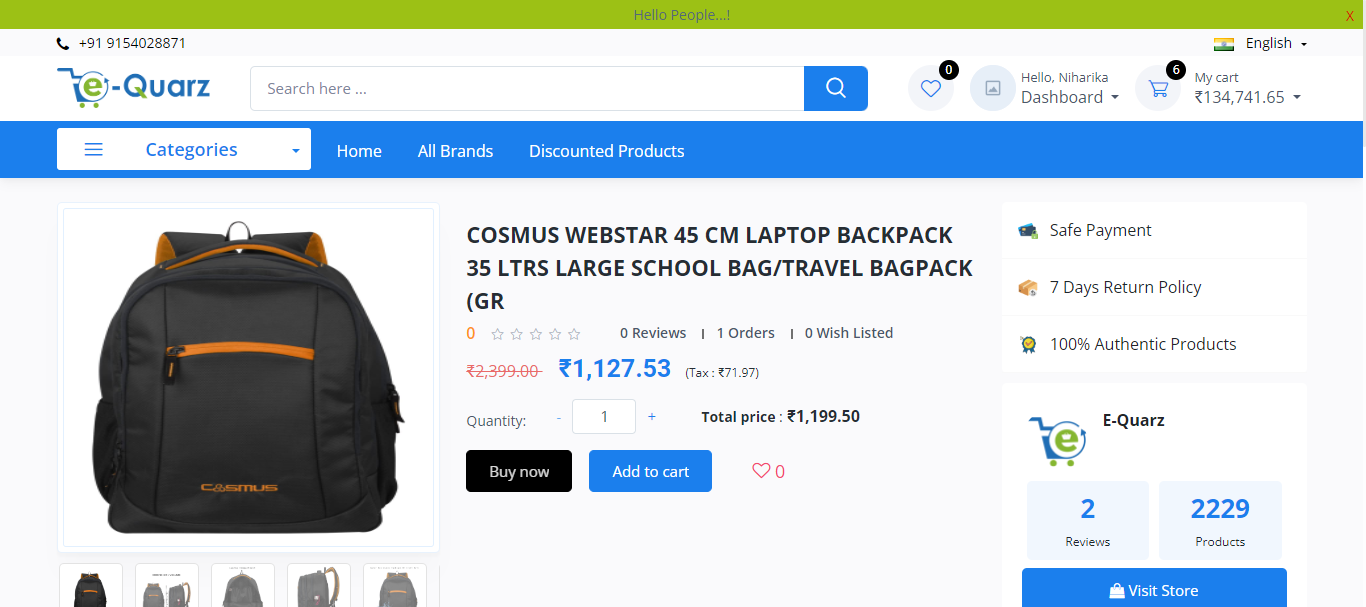 Hello People...!
X
+91 9154028871
English
e-Quarz
Search here ...
0
Hello, Niharika
Dashboard
6
My cart
₹134,741.65
Categories
Home
All Brands
Discounted Products
COSMUS WEBSTAR 45 CM LAPTOP BACKPACK
35 LTRS LARGE SCHOOL BAG/TRAVEL BAGPACK
(GR
0
0 Reviews | 1 Orders | 0 Wish Listed
₹2,399.00 ₹1,127.53 (Tax : ₹71.97)
Quantity: - 1 + Total price : ₹1,199.50
Buy now
Add to cart
0
COSMUS
Safe Payment
7 Days Return Policy
100% Authentic Products
e
E-Quarz
2
Reviews
2229
Products
Visit Store